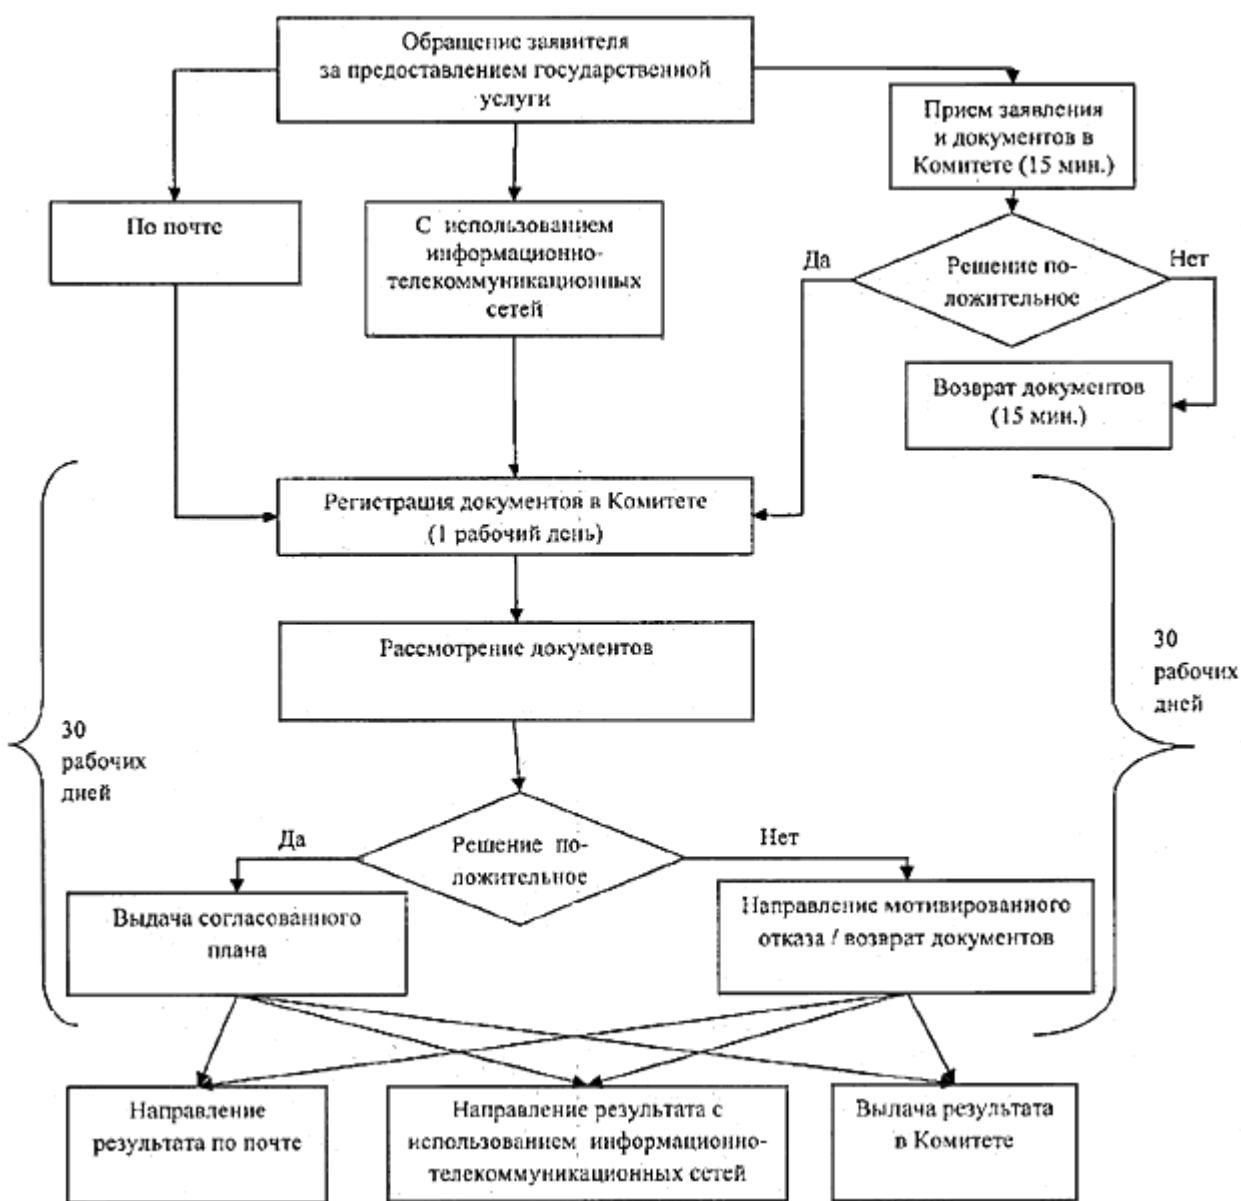 Обращение заявителя
за предоставлением государственной
услуги
Прием заявления
и документов в
Комитете (15 мин.)
По почте
С использованием
информационно-
телекоммуникационных
сетей
Да
Решение по-
ложительное
Нет
Возврат документов
(15 мин.)
Регистрация документов в Комитете
(1 рабочий день)
Рассмотрение документов
30
рабочих
дней
30
рабочих
дней
Да
Решение по-
ложительное
Нет
Выдача согласованного
плана
Направление мотивированного
отказа / возврат документов
Направление
результата по почте
Направление результата с
использованием информационно-
телекоммуникационных сетей
Выдача результата
в Комитете